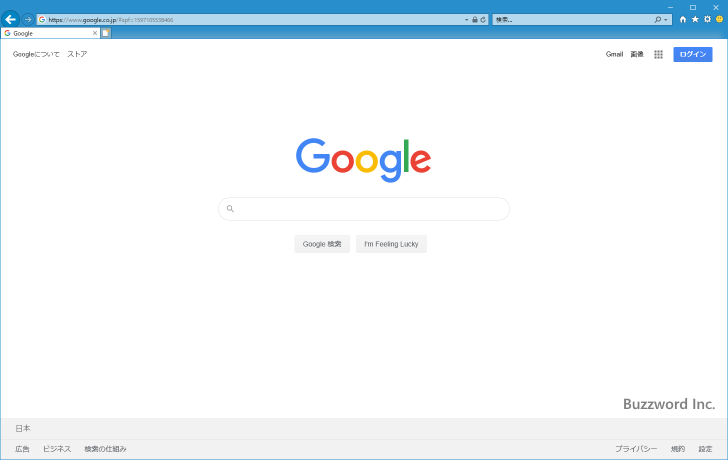 https://www.google.co.jp/?gws_rd=ssl
検索...
Google
Googleについて ストア
Gmail 画像 ログイン
Google
Google 検索 I'm Feeling Lucky
Buzzword Inc.
日本
広告 ビジネス 検索の仕組み プライバシー 規約 設定